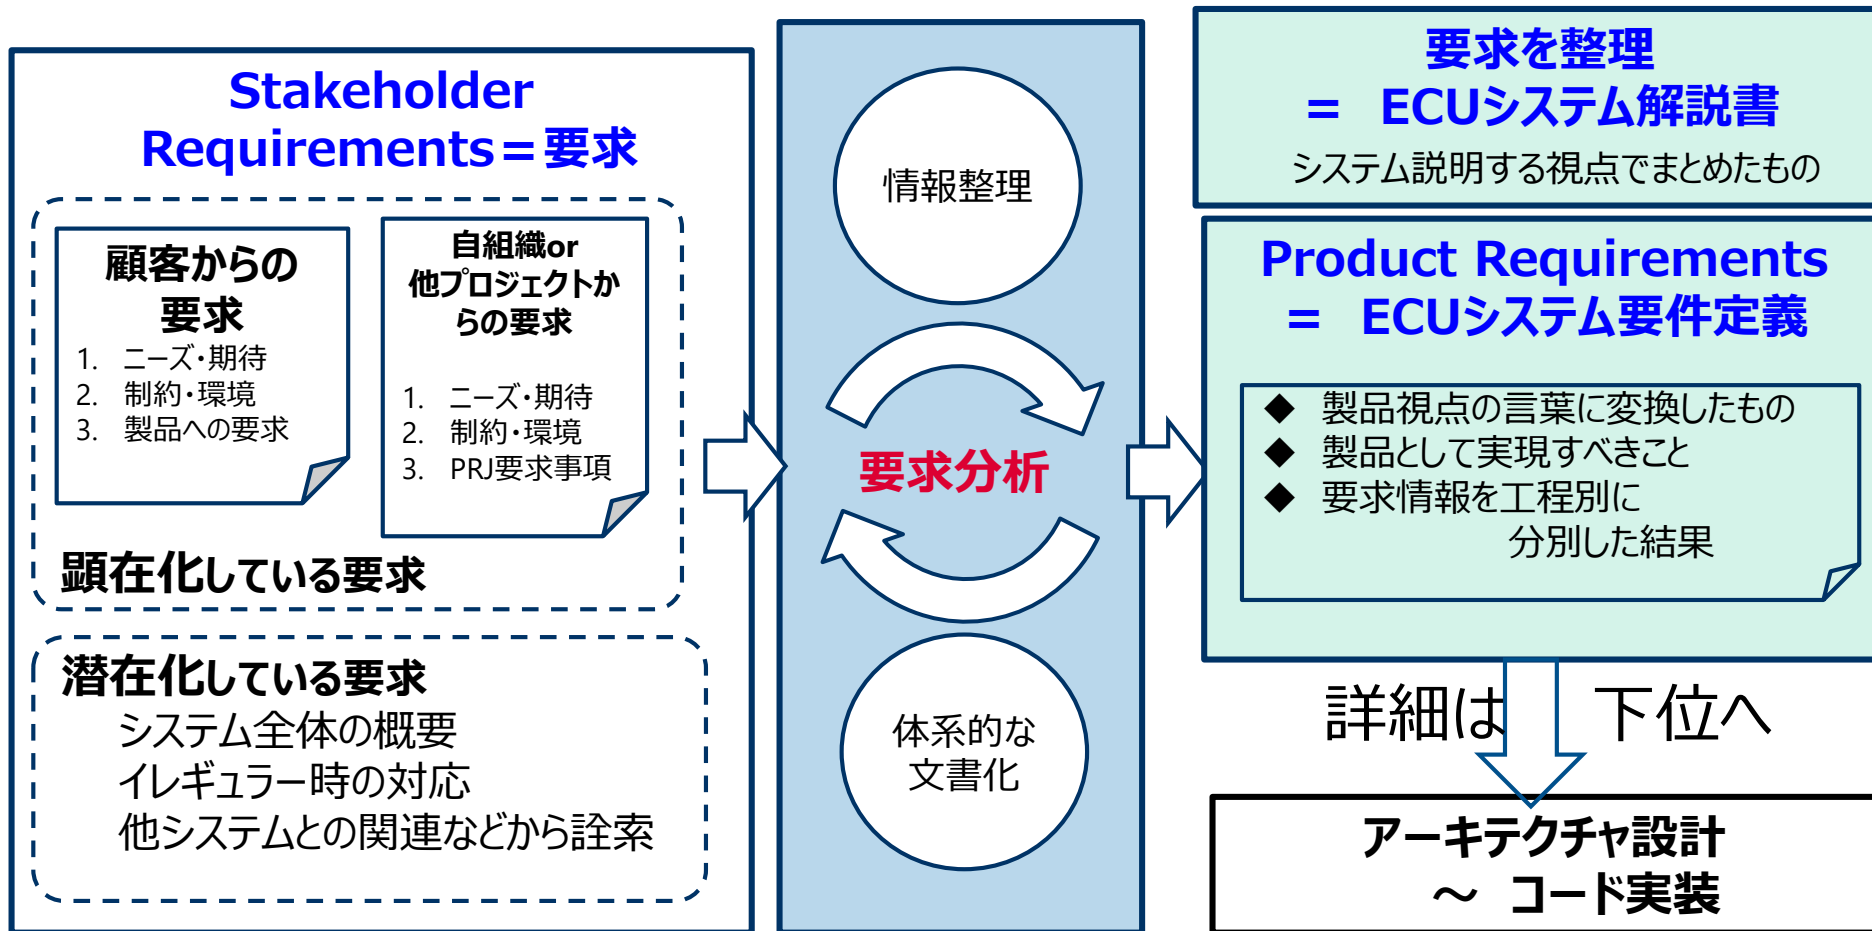 Stakeholder
Requirements=要求
顧客からの
要求
1. ニーズ・期待
2. 制約・環境
3. 製品への要求
自組織or
他プロジェクトか
らの要求
1. ニーズ・期待
2. 制約・環境
3. PRJ要求事項
顕在化している要求
潜在化している要求
システム全体の概要
イレギュラー時の対応
他システムとの関連などから詮索
情報整理
要求分析
体系的な
文書化
要求を整理
= ECUシステム解説書
システム説明する視点でまとめたもの
Product Requirements
= ECUシステム要件定義
◆ 製品視点の言葉に変換したもの
◆ 製品として実現すべきこと
◆ 要求情報を工程別に
分別した結果
詳細は 下位へ
アーキテクチャ設計
～ コード実装